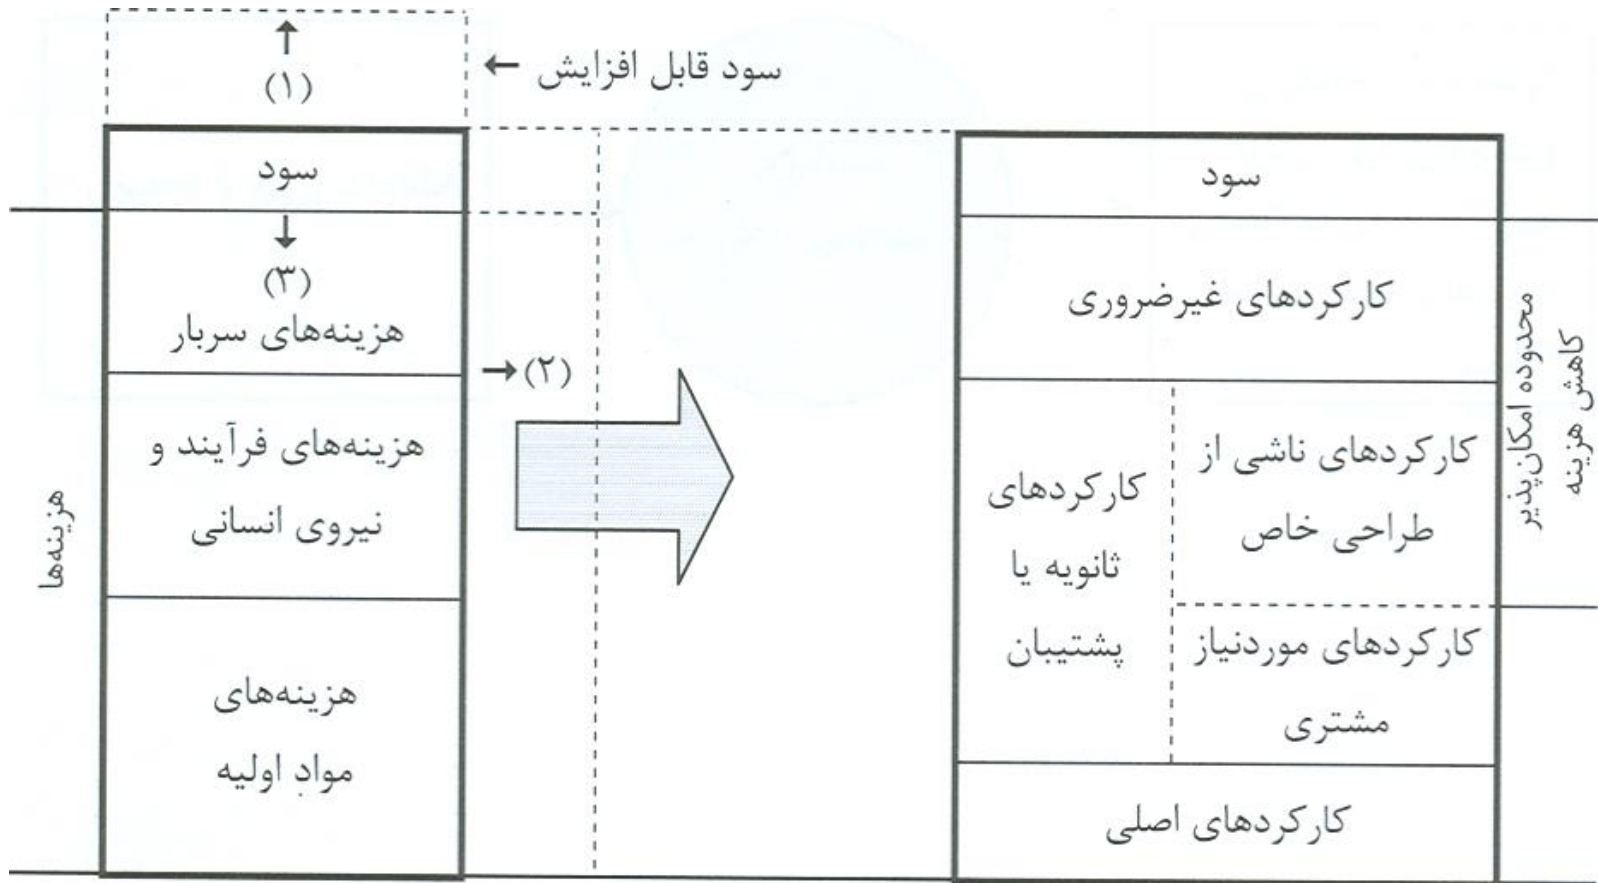 (۱)
سود قابل افزایش
سود
(۳)
هزینه‌های سربار
(۲)
هزینه‌های فرآیند و
نیروی انسانی
هزینه‌های
مواد اولیه
هزینه‌ها
سود
کارکردهای غیرضروری
کارکردهای ناشی از
طراحی خاص
کارکردهای
ثانویه یا
پشتیبان
کارکردهای موردنیاز
مشتری
کارکردهای اصلی
محدوده امکان‌پذیر
کاهش هزینه